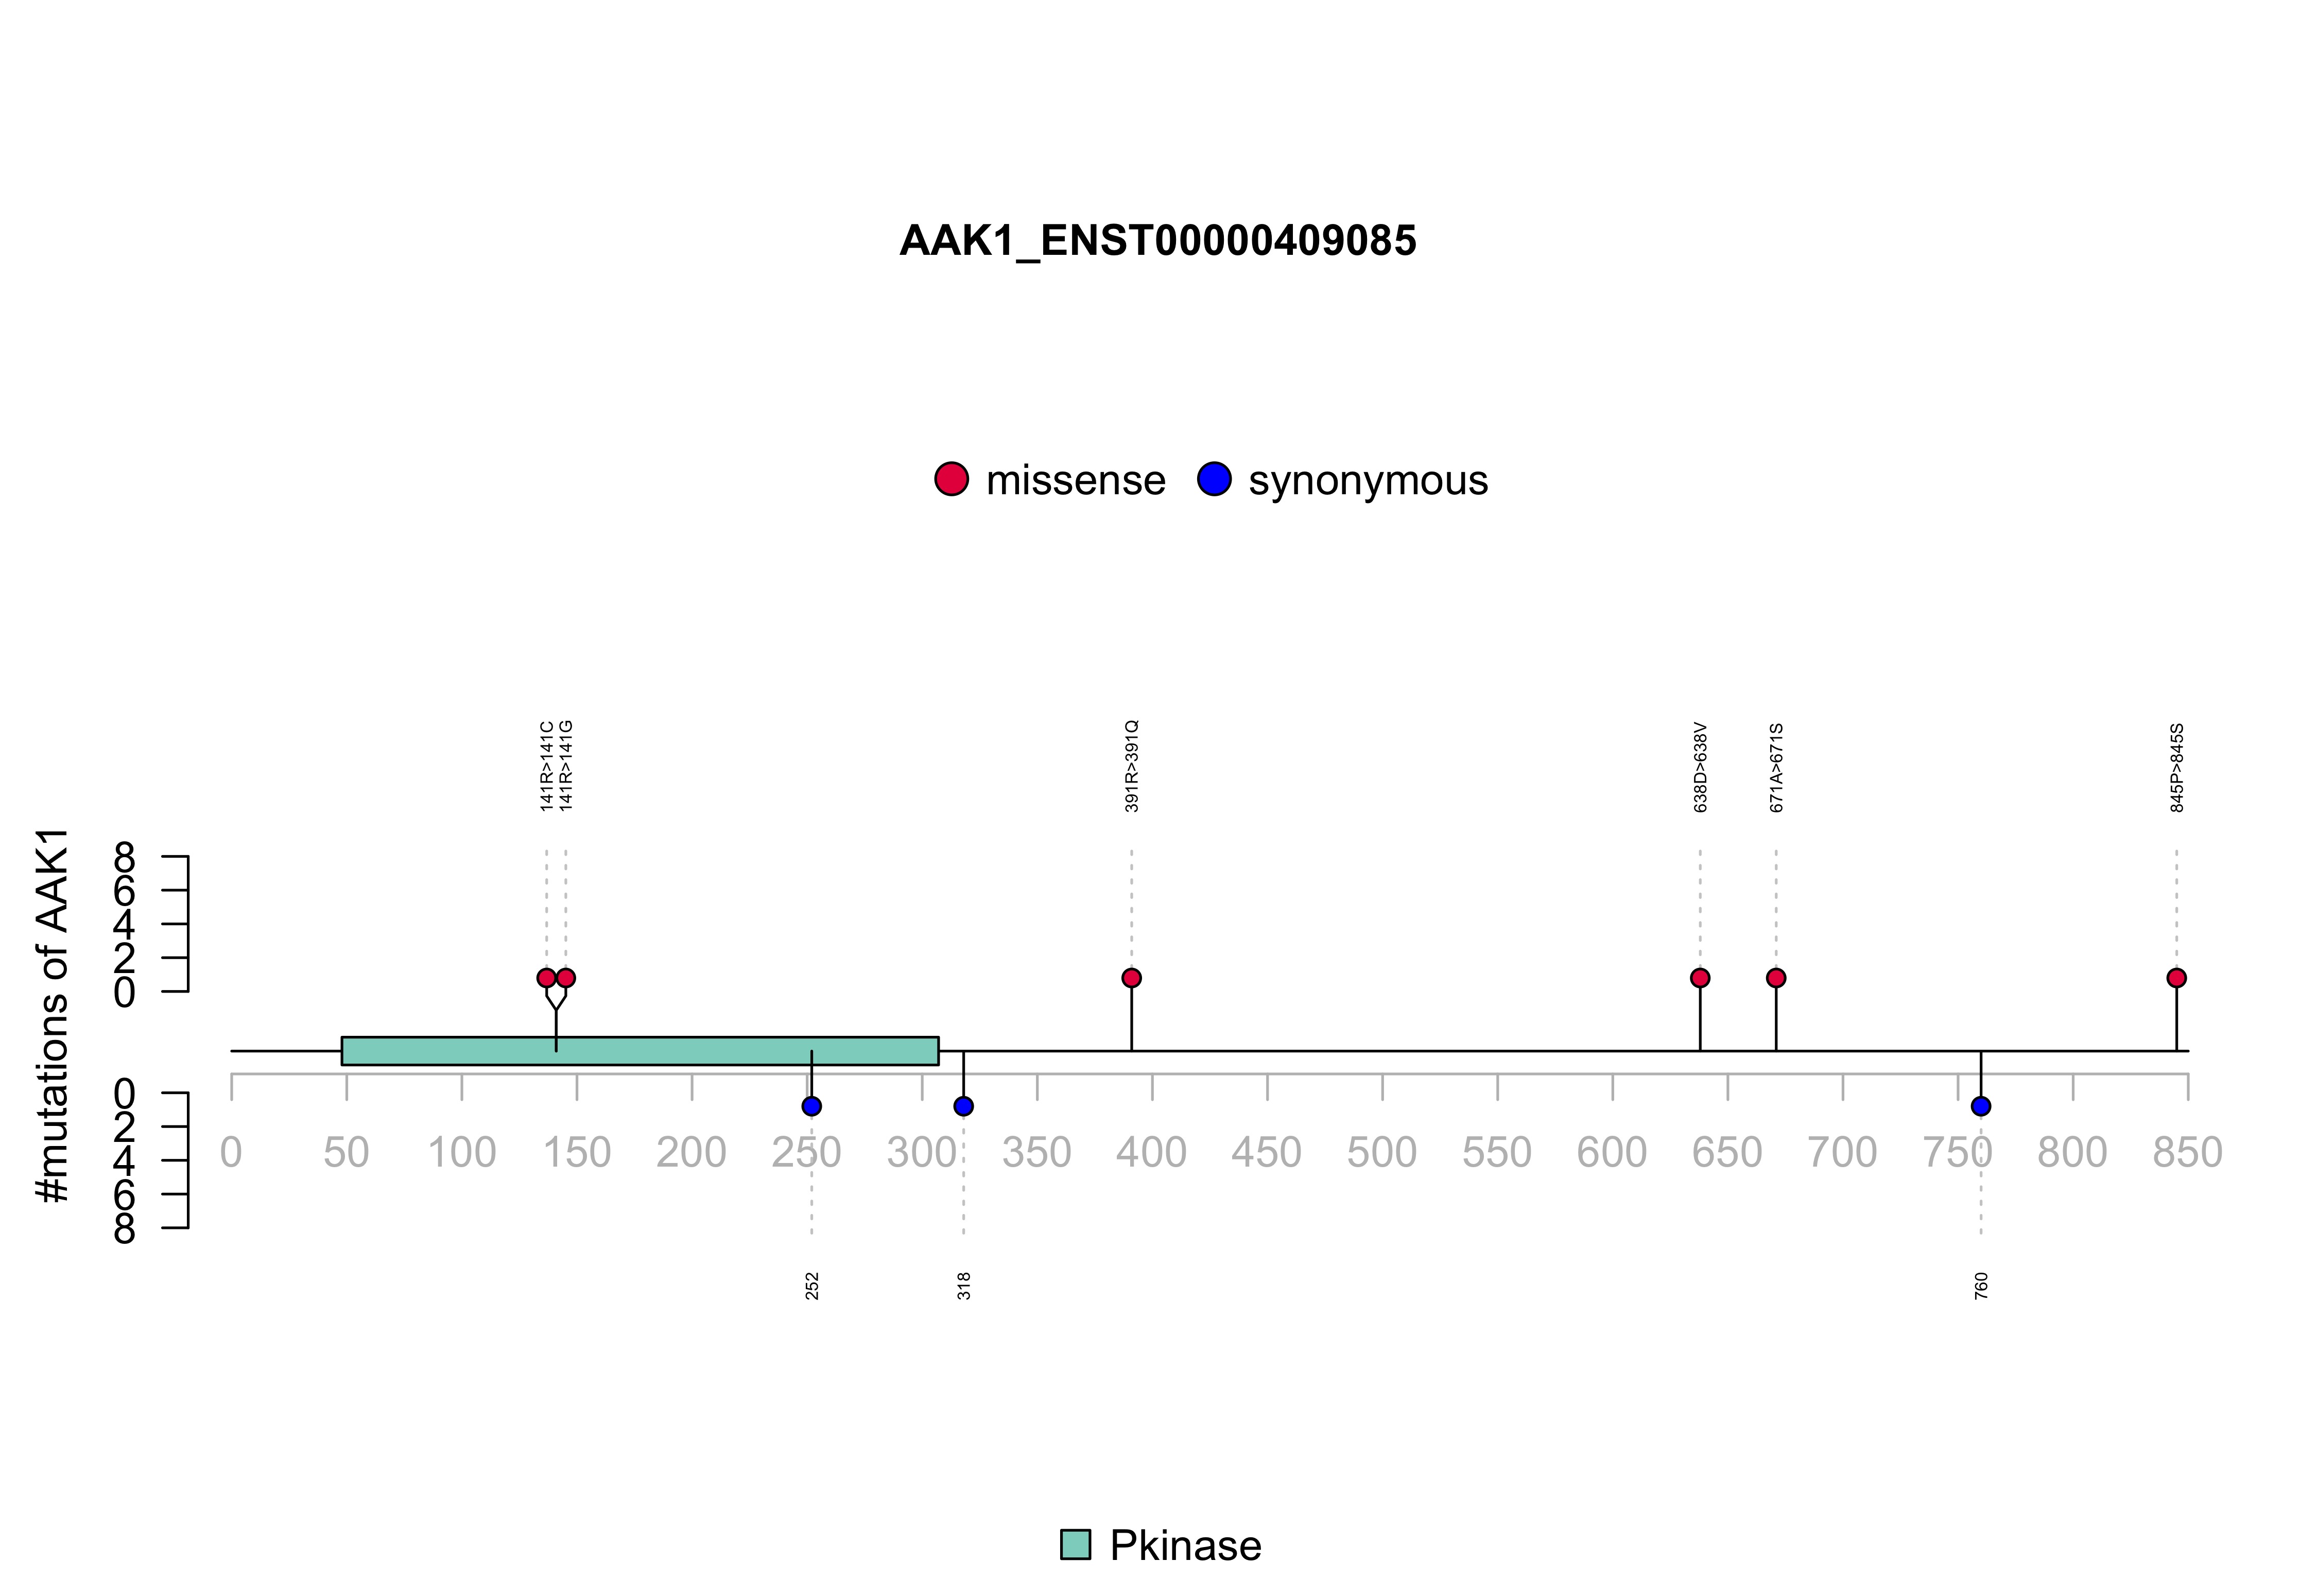 AAK1_ENST00000409085
missense synonymous
141R>141C
141R>141G
391R>391Q
638D>638V
671A>671S
845P>845S
#mutations of AAK1
8
6
4
2
0
0
2
4
6
8
0 50 100 150 200 250 300 350 400 450 500 550 600 650 700 750 800 850
252
318
760
Pkinase